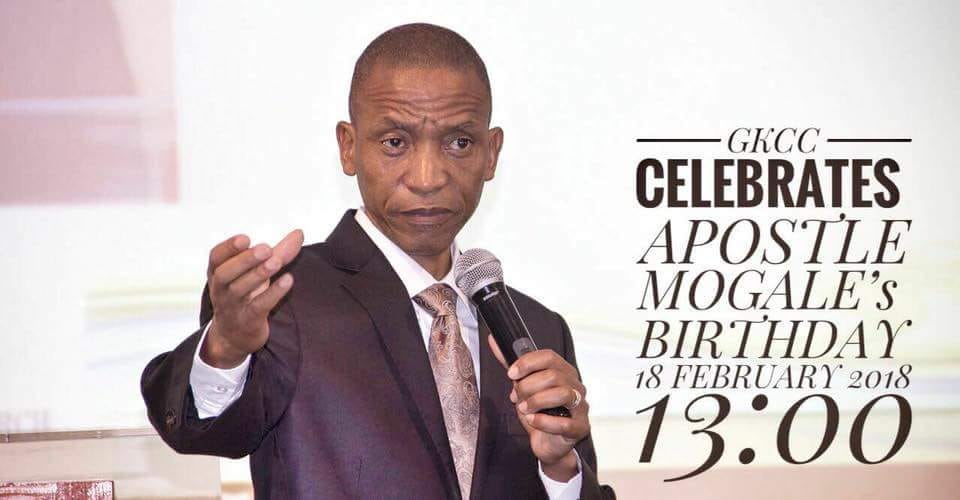 GKCC
CELEBRATES
APOSTLE
MOGALE's
BIRTHDAY
18 FEBRUARY 2018
13:00